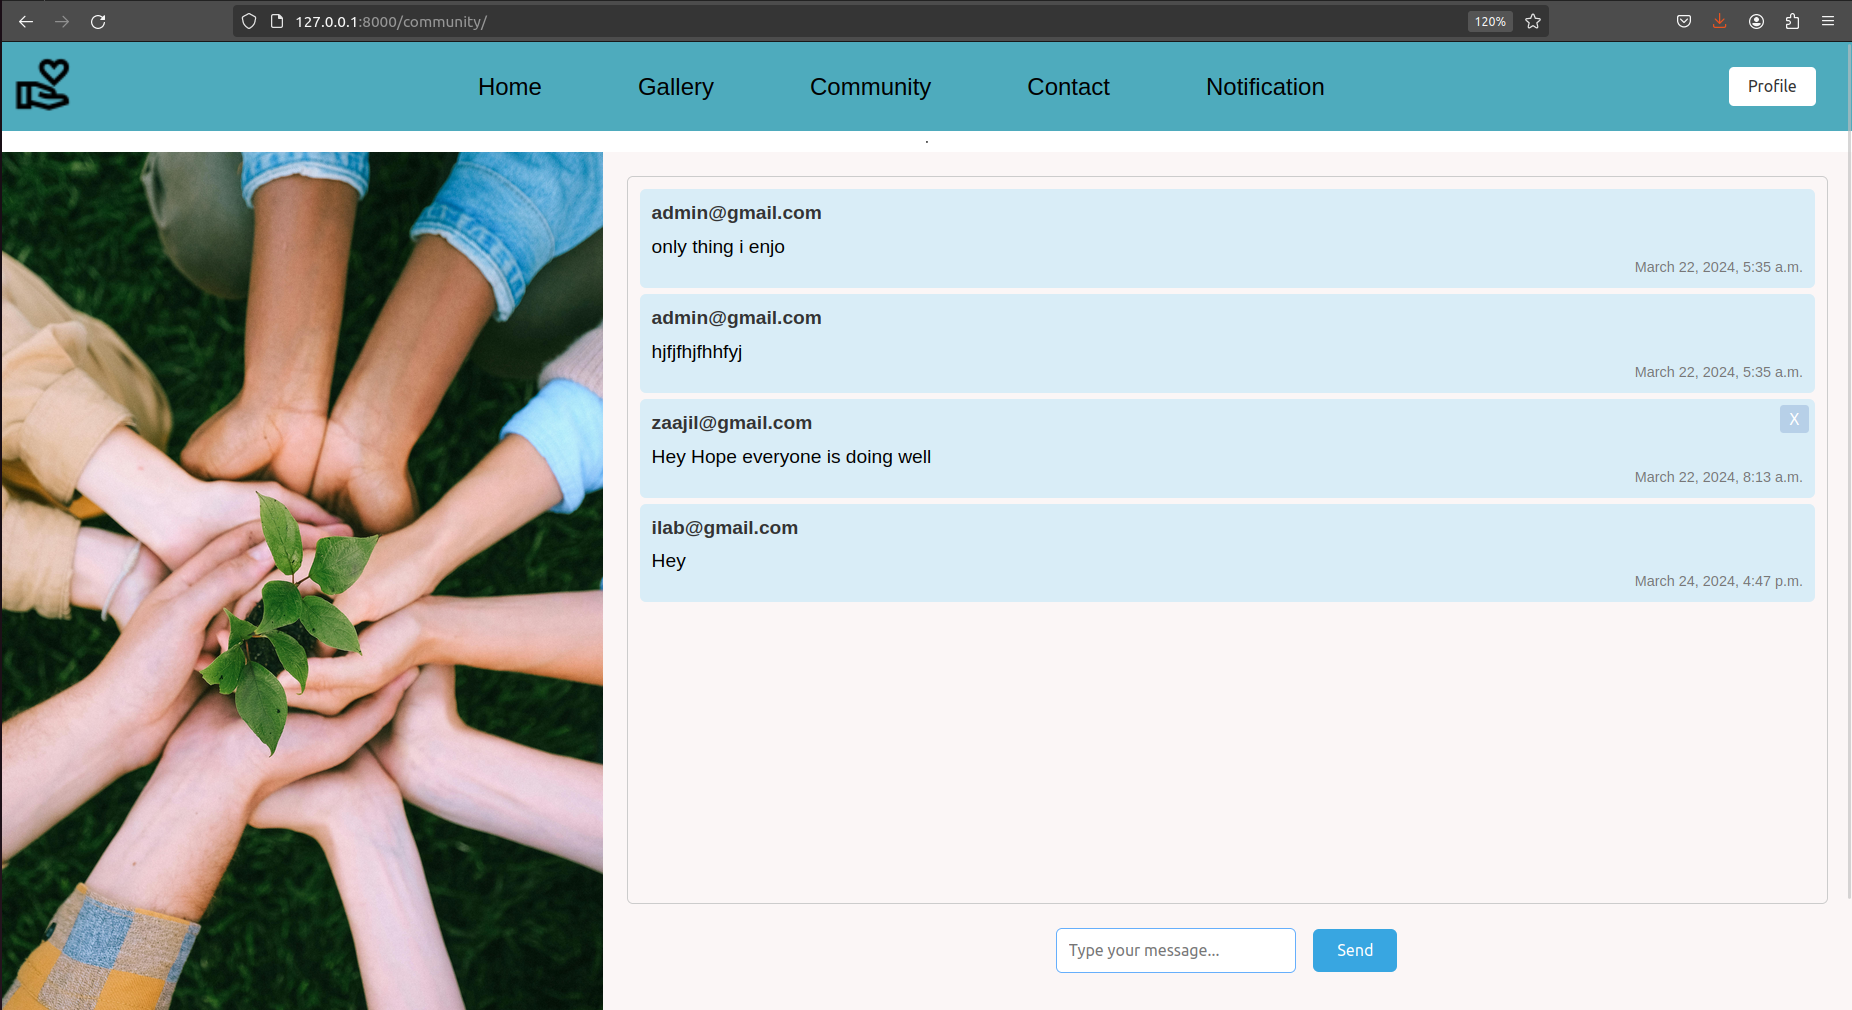 127.0.0.1:8000/community/
120%
Home
Gallery
Community
Contact
Notification
Profile
.
admin@gmail.com
only thing i enjo
March 22, 2024, 5:35 a.m.
admin@gmail.com
hjfjfhjfhhfyj
March 22, 2024, 5:35 a.m.
zaajil@gmail.com
X
Hey Hope everyone is doing well
March 22, 2024, 8:13 a.m.
ilab@gmail.com
Hey
March 24, 2024, 4:47 p.m.
Type your message...
Send